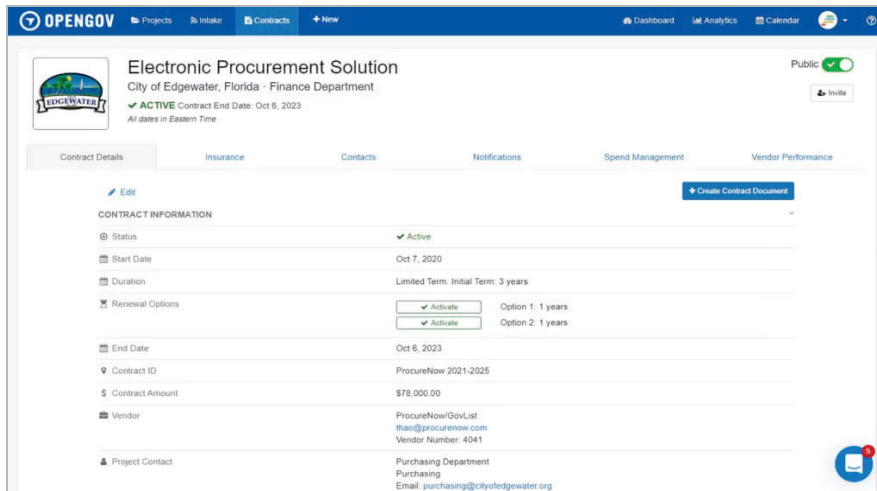 OPENGOV Projects Intake Contracts + New Dashboard Analytics Calendar
Electronic Procurement Solution
Public
City of Edgewater, Florida · Finance Department
EDGEWATER
Invite
ACTIVE Contract End Date: Oct 6, 2023
All dates in Eastern Time
Contract Details Insurance Contacts Notifications Spend Management Vendor Performance
Edit
+ Create Contract Document
CONTRACT INFORMATION
Status Active
Start Date Oct 7, 2020
Duration Limited Term. Initial Term: 3 years
Renewal Options Activate Option 1: 1 years
Activate Option 2: 1 years
End Date Oct 6, 2023
Contract ID ProcureNow 2021-2025
$ Contract Amount $78,000.00
Vendor ProcureNow/GovList
thao@procurenow.com
Vendor Number: 4041
Project Contact Purchasing Department
Purchasing
Email: purchasing@cityofedgewater.org
5